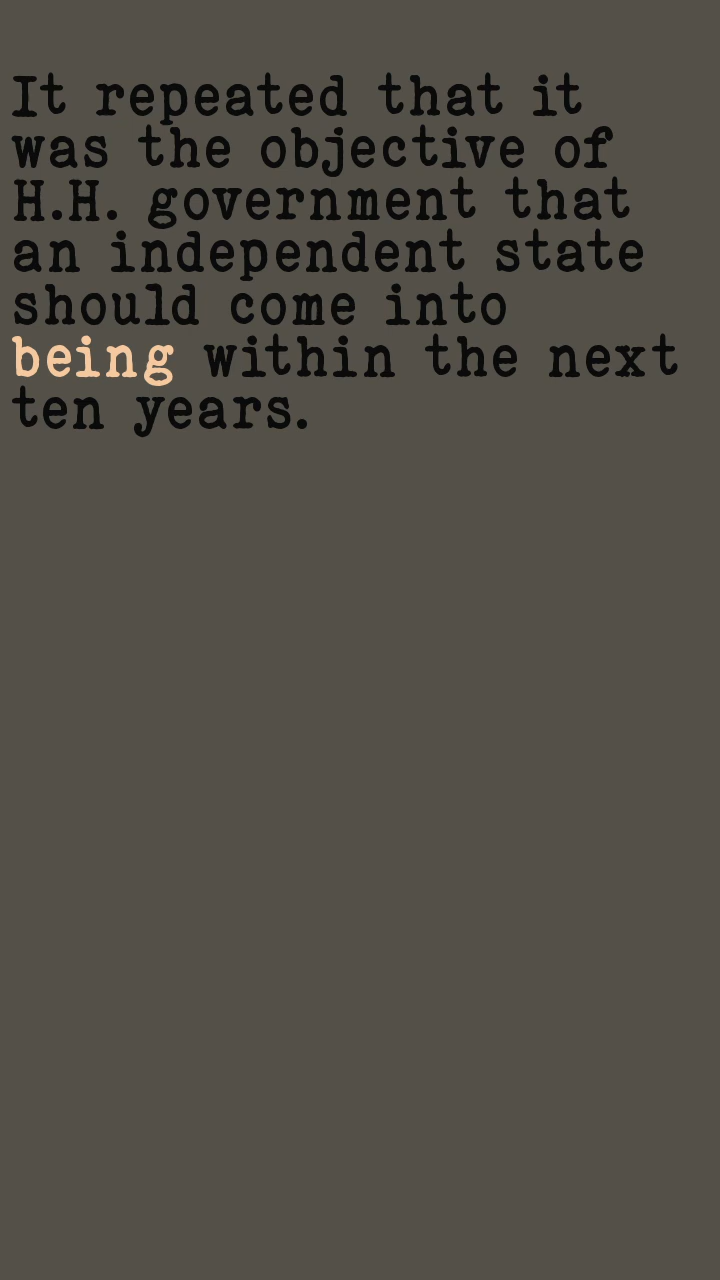 It repeated that it
was the objective of
H.H. government that
an independent state
should come into
being within the next
ten years.